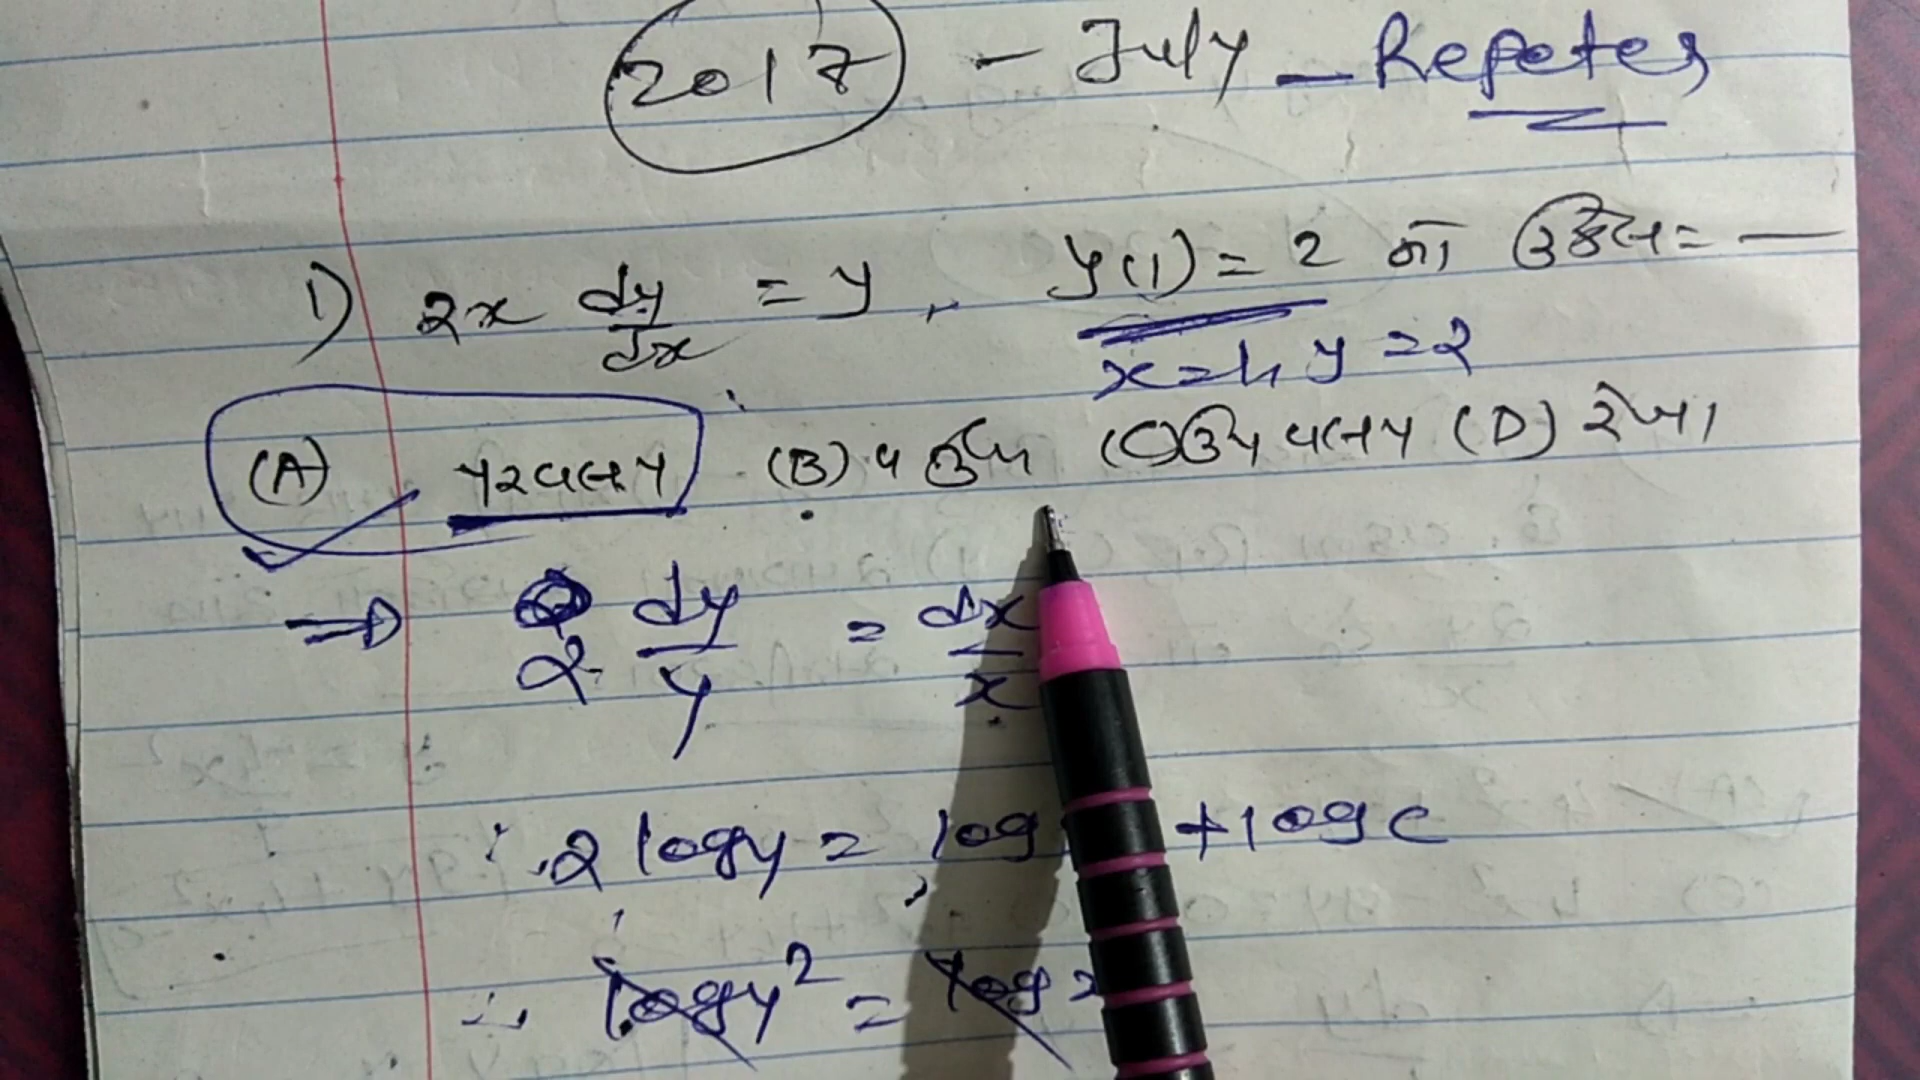 2017 - July - Repeter
1) 2x dy/dx = y, y(1) = 2 નો ઉકેલ = —
x = 1, y = 2
(A) પરવલય (B) વર્તુળ (C) ઉપવલય (D) રેખા
⇒ 2 dy/y = dx/x
∴ 2 log y = log + log c
∴ log y² = log x